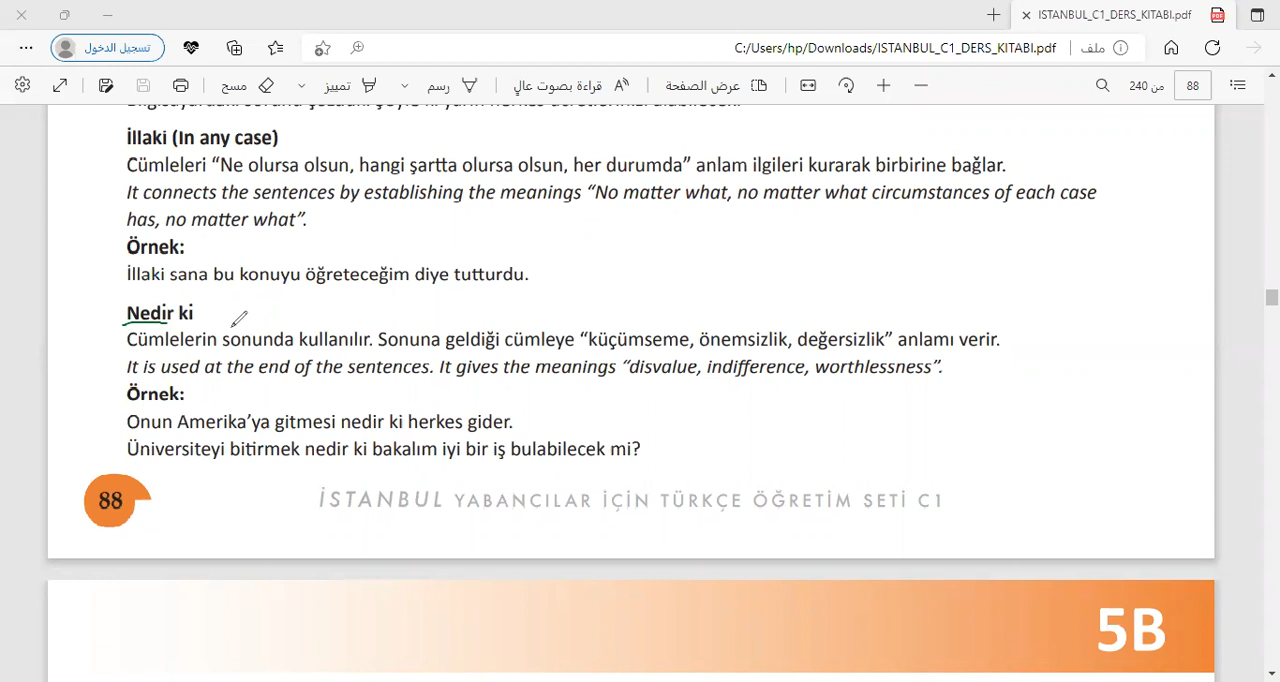 ISTANBUL_C1_DERS_KITABI.pdf
تسجيل الدخول
C:/Users/hp/Downloads/ISTANBUL_C1_DERS_KITABI.pdf
ملف
مسح
تمييز
رسم
قراءة بصوت عالٍ
عرض الصفحة
من 240
88
İllaki (In any case)
Cümleleri “Ne olursa olsun, hangi şartta olursa olsun, her durumda” anlam ilgileri kurarak birbirine bağlar.
It connects the sentences by establishing the meanings “No matter what, no matter what circumstances of each case
has, no matter what”.
Örnek:
İllaki sana bu konuyu öğreteceğim diye tutturdu.
Nedir ki
Cümlelerin sonunda kullanılır. Sonuna geldiği cümleye “küçümseme, önemsizlik, değersizlik” anlamı verir.
It is used at the end of the sentences. It gives the meanings “disvalue, indifference, worthlessness”.
Örnek:
Onun Amerika’ya gitmesi nedir ki herkes gider.
Üniversiteyi bitirmek nedir ki bakalım iyi bir iş bulabilecek mi?
88
İSTANBUL YABANCILAR İÇİN TÜRKÇE ÖĞRETİM SETİ C1
5B